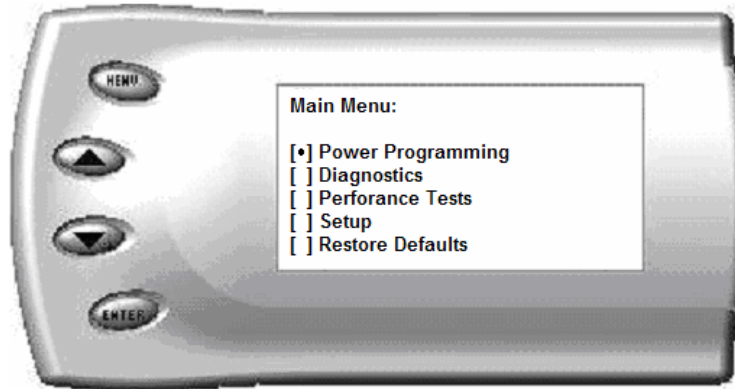 MENU
Main Menu:
[•] Power Programming
[ ] Diagnostics
[ ] Perforance Tests
[ ] Setup
[ ] Restore Defaults
ENTER